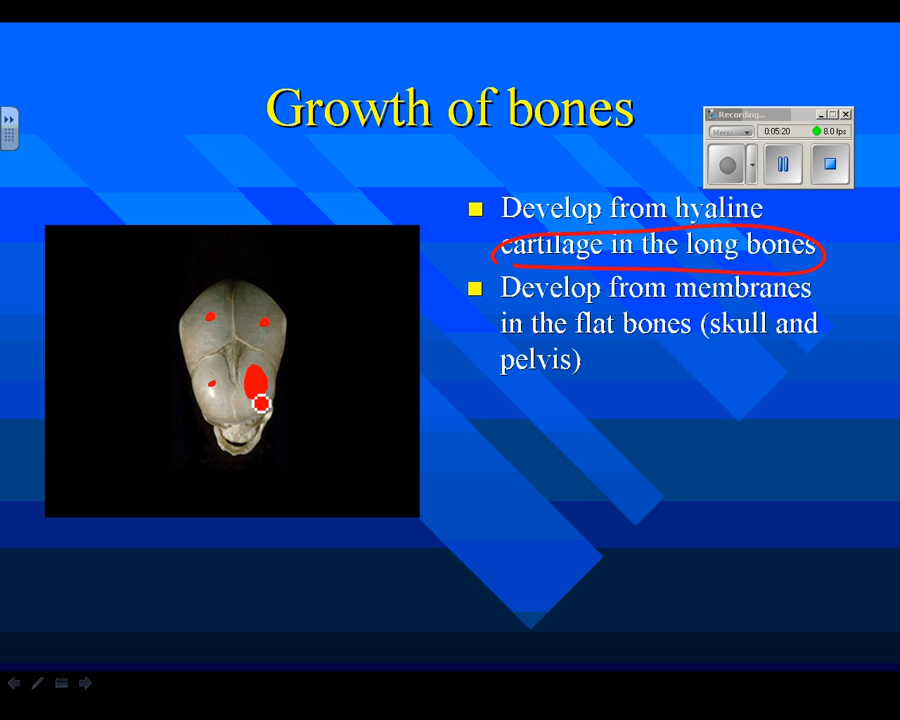 Growth of bones
Recording...
Menu
0:05:20
8.0 fps
Develop from hyaline
cartilage in the long bones
Develop from membranes
in the flat bones (skull and
pelvis)